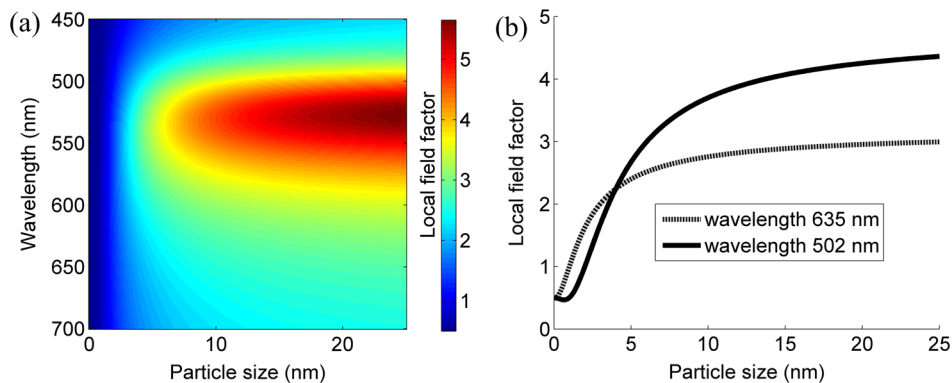 (a)
450
500
550
600
650
700
Wavelength (nm)
0
10
20
Particle size (nm)
5
4
3
2
1
Local field factor
(b)
5
4
3
2
1
0
Local field factor
wavelength 635 nm
wavelength 502 nm
0
5
10
15
20
25
Particle size (nm)